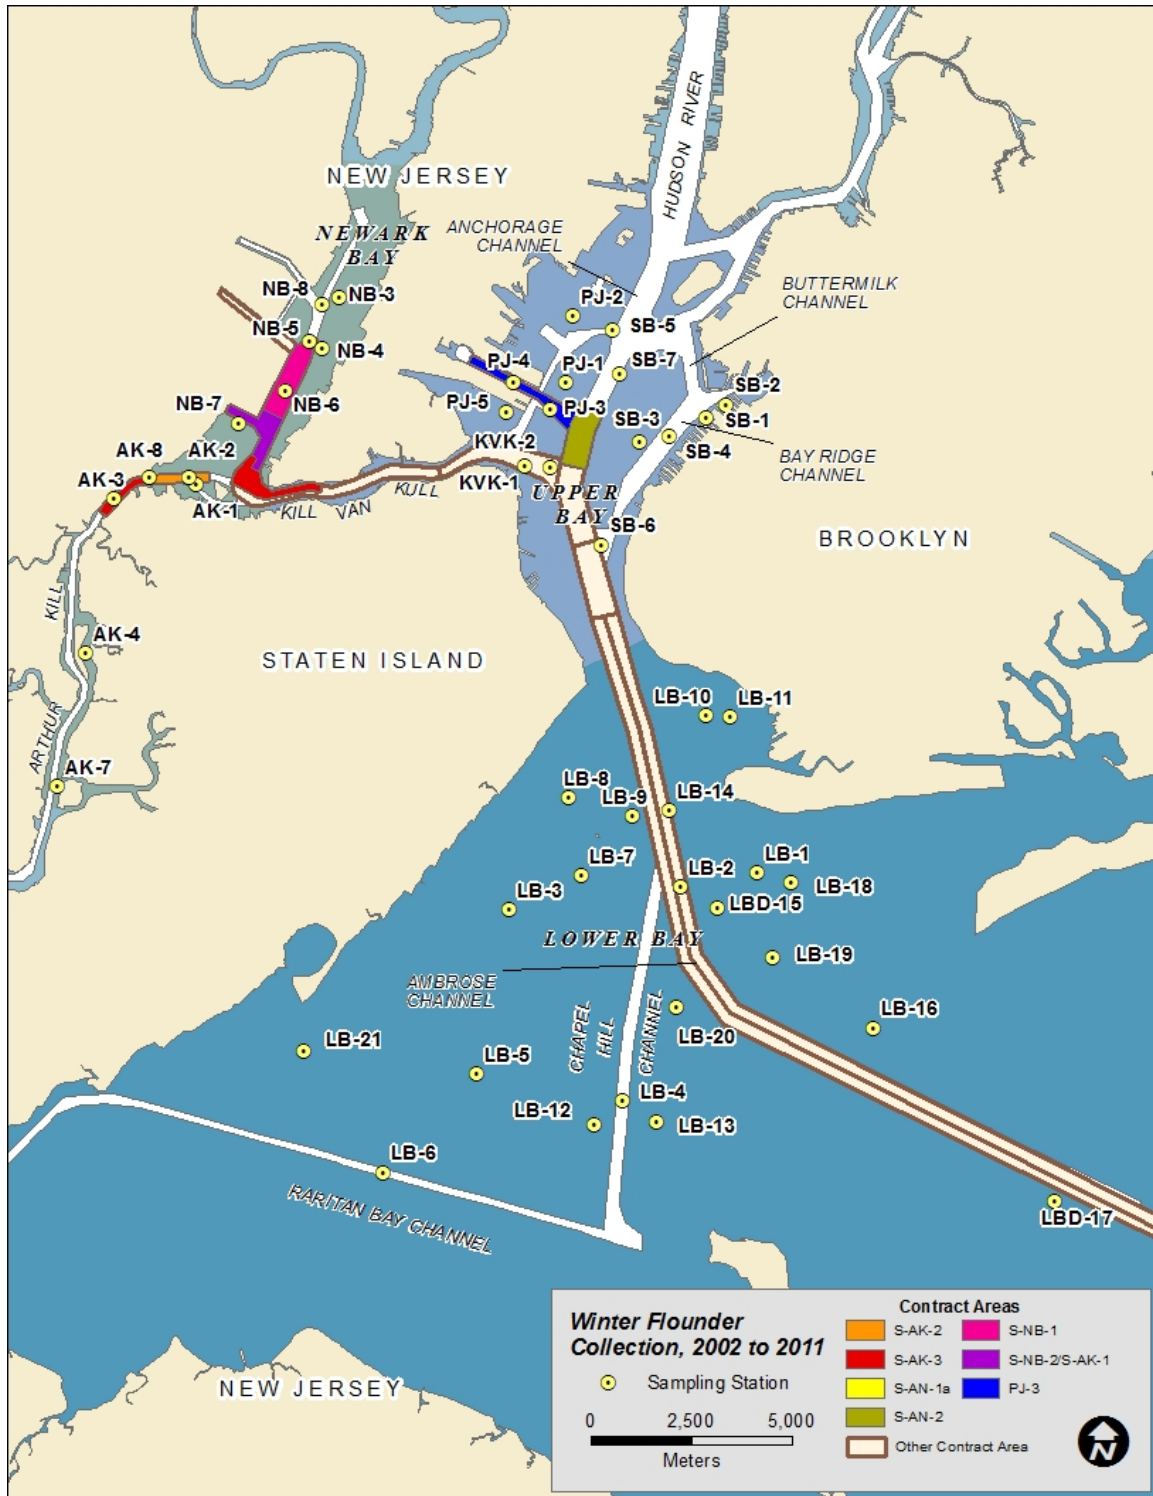 HUDSON RIVER
NEW JERSEY
NEWARK
BAY
ANCHORAGE
CHANNEL
BUTTERMILK
CHANNEL
NB-8
NB-3
PJ-2
SB-5
NB-5
NB-4
PJ-4
PJ-1
SB-7
NB-7
NB-6
PJ-5
PJ-3
SB-3
SB-2
SB-1
SB-4
BAY RIDGE
CHANNEL
AK-8
AK-2
AK-3
AK-1
KVK-2
KVK-1
KILL VAN KULL
UPPER
BAY
SB-6
BROOKLYN
ARTHUR KILL
AK-4
STATEN ISLAND
AK-7
LB-10
LB-11
LB-8
LB-9
LB-14
LB-7
LB-3
LB-2
LB-1
LB-18
LBD-15
LOWER BAY
LB-19
AMBROSE
CHANNEL
CHAPEL
HILL
CHANNEL
LB-20
LB-16
LB-21
LB-5
LB-4
LB-12
LB-13
LB-6
RARITAN BAY CHANNEL
LBD-17
NEW JERSEY
Winter Flounder
Collection, 2002 to 2011
Sampling Station
0 2,500 5,000
Meters
Contract Areas
S-AK-2
S-NB-1
S-AK-3
S-NB-2/S-AK-1
S-AN-1a
PJ-3
S-AN-2
Other Contract Area
N